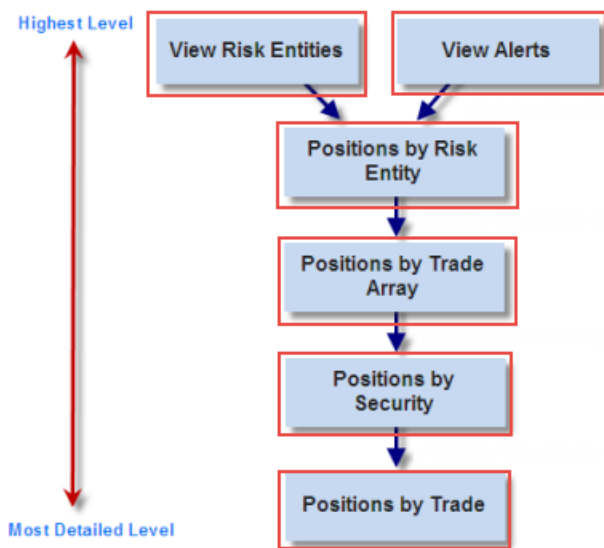 Highest Level
View Risk Entities
View Alerts
Positions by Risk
Entity
Positions by Trade
Array
Positions by
Security
Positions by Trade
Most Detailed Level